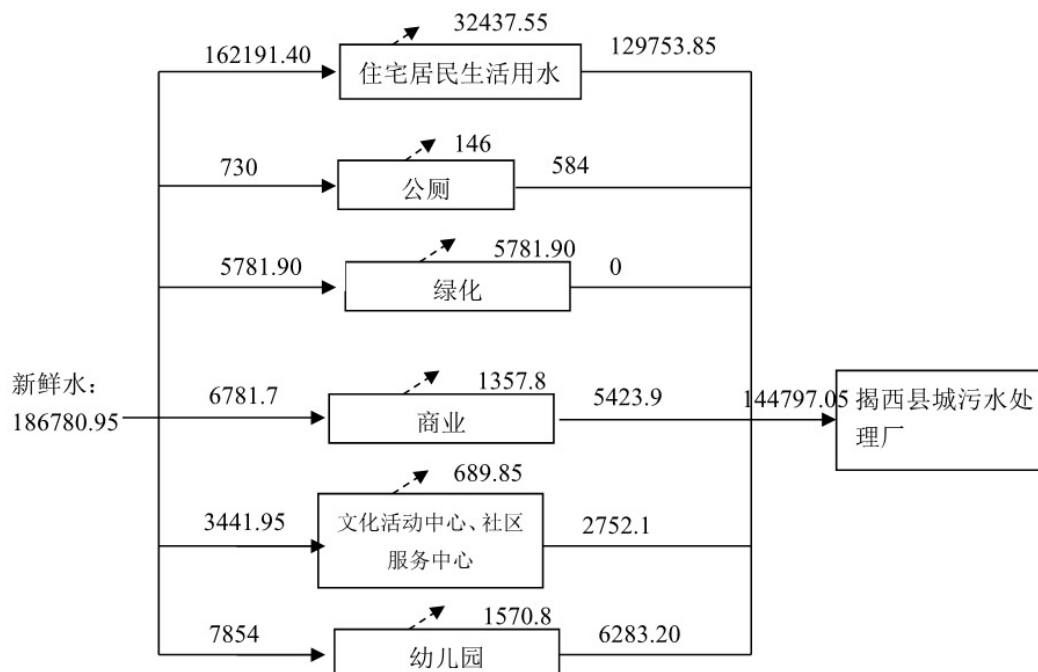 32437.55
162191.40
129753.85
住宅居民生活用水
146
730
584
公厕
5781.90
5781.90
0
绿化
新鲜水:
186780.95
1357.8
6781.7
5423.9
商业
144797.05
揭西县城污水处
理厂
689.85
3441.95
文化活动中心、社区
服务中心
2752.1
1570.8
7854
6283.20
幼儿园